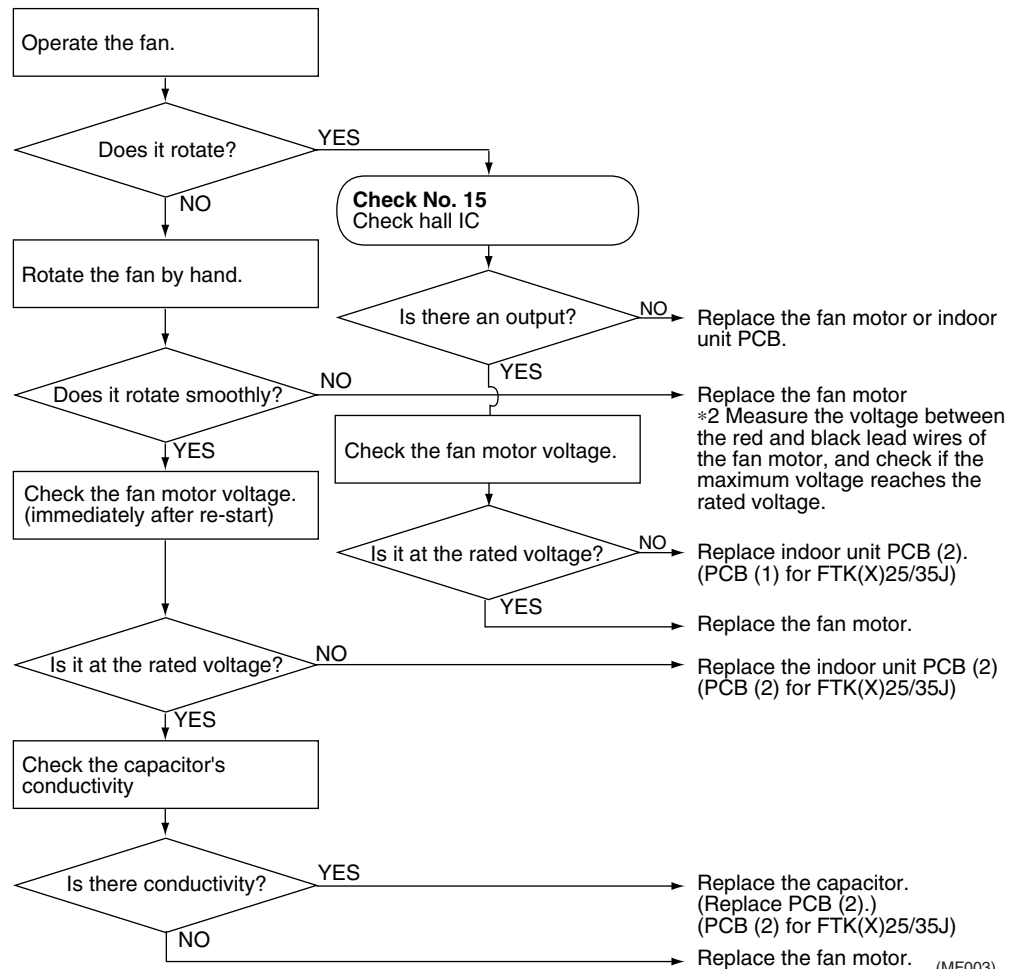 Operate the fan.
Does it rotate?
YES
NO
Check No. 15
Check hall IC
Rotate the fan by hand.
Is there an output?
NO
Replace the fan motor or indoor
unit PCB.
YES
Does it rotate smoothly?
NO
Replace the fan motor
*2 Measure the voltage between
the red and black lead wires of
the fan motor, and check if the
maximum voltage reaches the
rated voltage.
YES
Check the fan motor voltage.
Check the fan motor voltage.
(immediately after re-start)
Is it at the rated voltage?
NO
Replace indoor unit PCB (2).
(PCB (1) for FTK(X)25/35J)
YES
Replace the fan motor.
Is it at the rated voltage?
NO
Replace the indoor unit PCB (2)
(PCB (2) for FTK(X)25/35J)
YES
Check the capacitor's
conductivity
Is there conductivity?
YES
Replace the capacitor.
(Replace PCB (2).)
(PCB (2) for FTK(X)25/35J)
NO
Replace the fan motor.
(MF003)